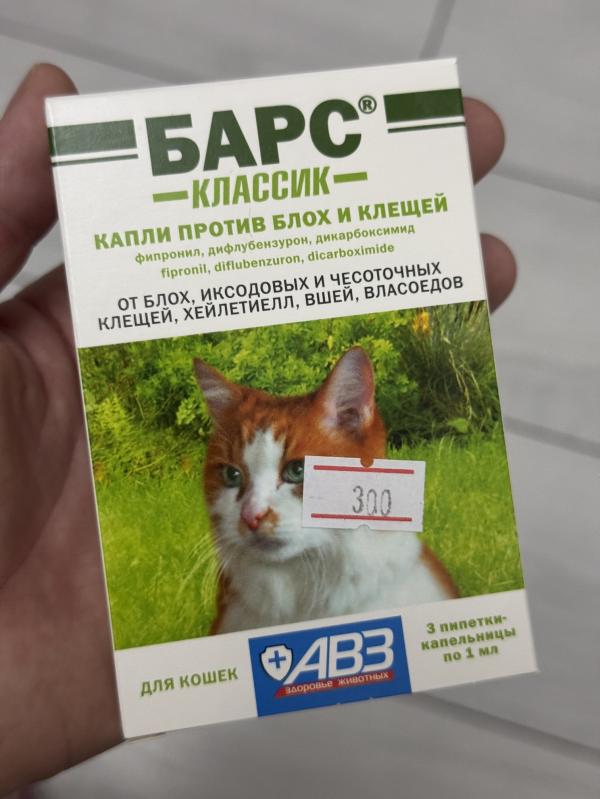 БАРС®
КЛАССИК
КАПЛИ ПРОТИВ БЛОХ И КЛЕЩЕЙ
фипронил, дифлубензурон, дикарбоксимид
fipronil, diflubenzuron, dicarboximide
ОТ БЛОХ, ИКСОДОВЫХ И ЧЕСОТОЧНЫХ
КЛЕЩЕЙ, ХЕЙЛЕТИЕЛЛ, ВШЕЙ, ВЛАСОЕДОВ
300
ДЛЯ КОШЕК
АВЗ
здоровье животных
3 пипетки-
капельницы
по 1 мл